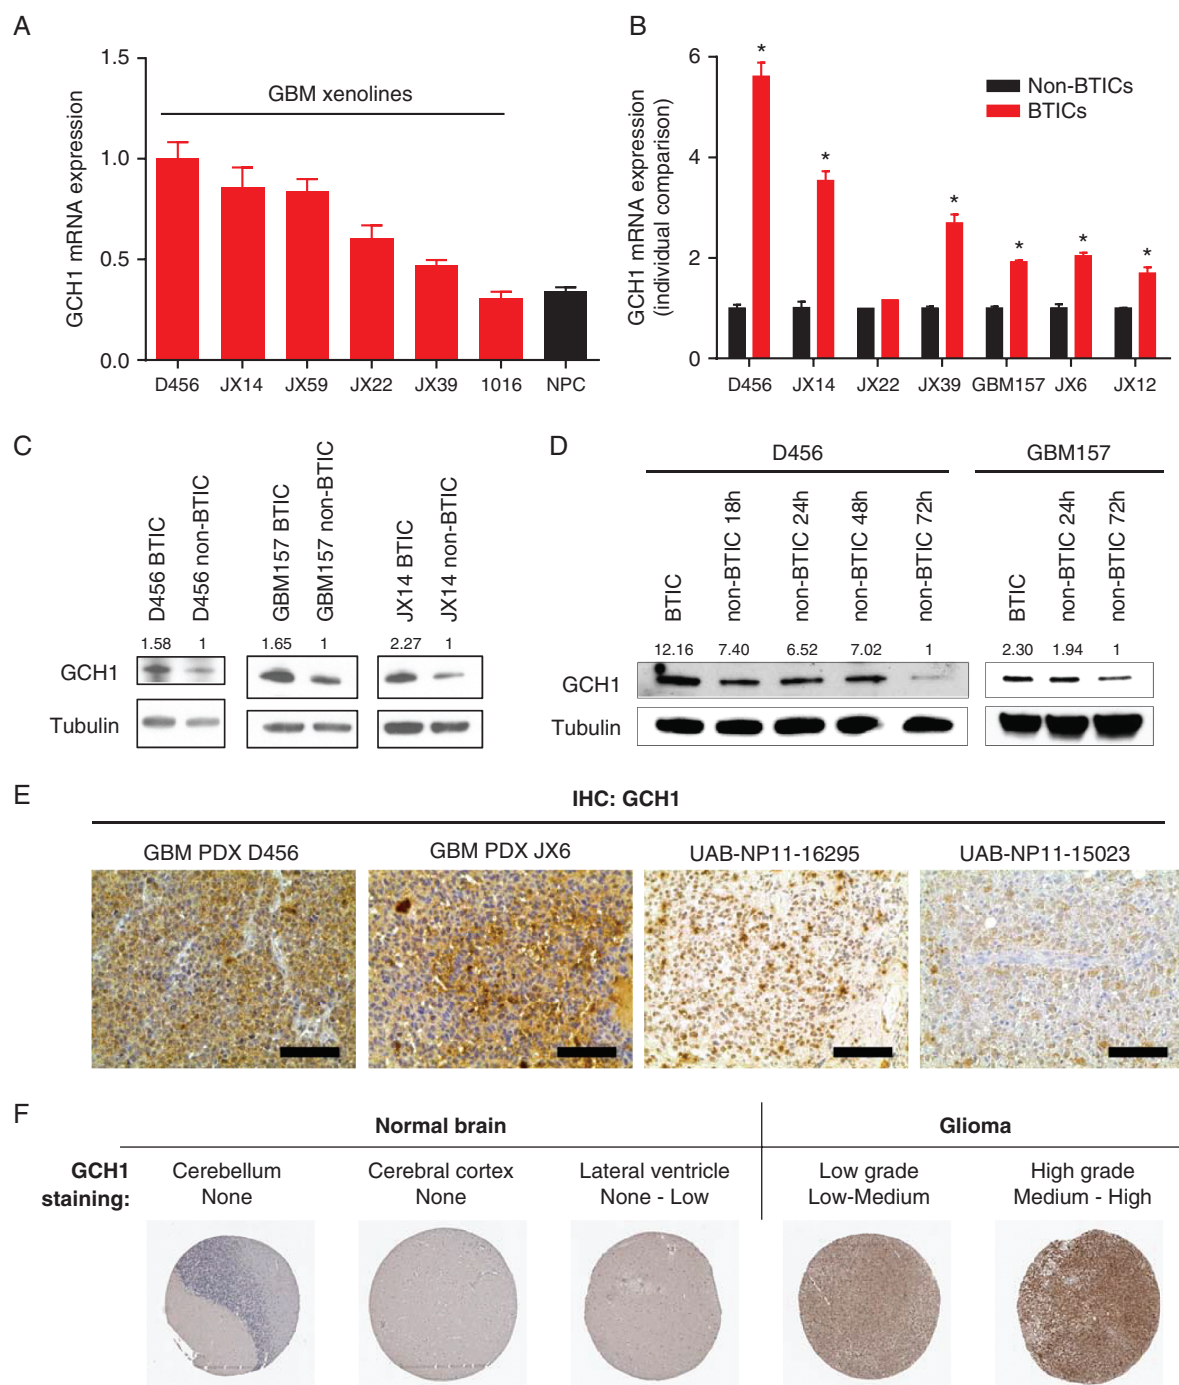 A
GCH1 mRNA expression
1.5
1.0
0.5
0.0
GBM xenolines
D456 JX14 JX59 JX22 JX39 1016 NPC
B
GCH1 mRNA expression
(individual comparison)
6
4
2
0
* * * * * *
Non-BTICs
BTICs
D456 JX14 JX22 JX39 GBM157 JX6 JX12
C
D456 BTIC
D456 non-BTIC
GBM157 BTIC
GBM157 non-BTIC
JX14 BTIC
JX14 non-BTIC
1.58 1 1.65 1 2.27 1
GCH1
Tubulin
D
D456 GBM157
BTIC
non-BTIC 18h
non-BTIC 24h
non-BTIC 48h
non-BTIC 72h
BTIC
non-BTIC 24h
non-BTIC 72h
12.16 7.40 6.52 7.02 1 2.30 1.94 1
GCH1
Tubulin
E
IHC: GCH1
GBM PDX D456 GBM PDX JX6 UAB-NP11-16295 UAB-NP11-15023
F
Normal brain Glioma
GCH1 Cerebellum Cerebral cortex Lateral ventricle Low grade High grade
staining: None None None - Low Low-Medium Medium - High